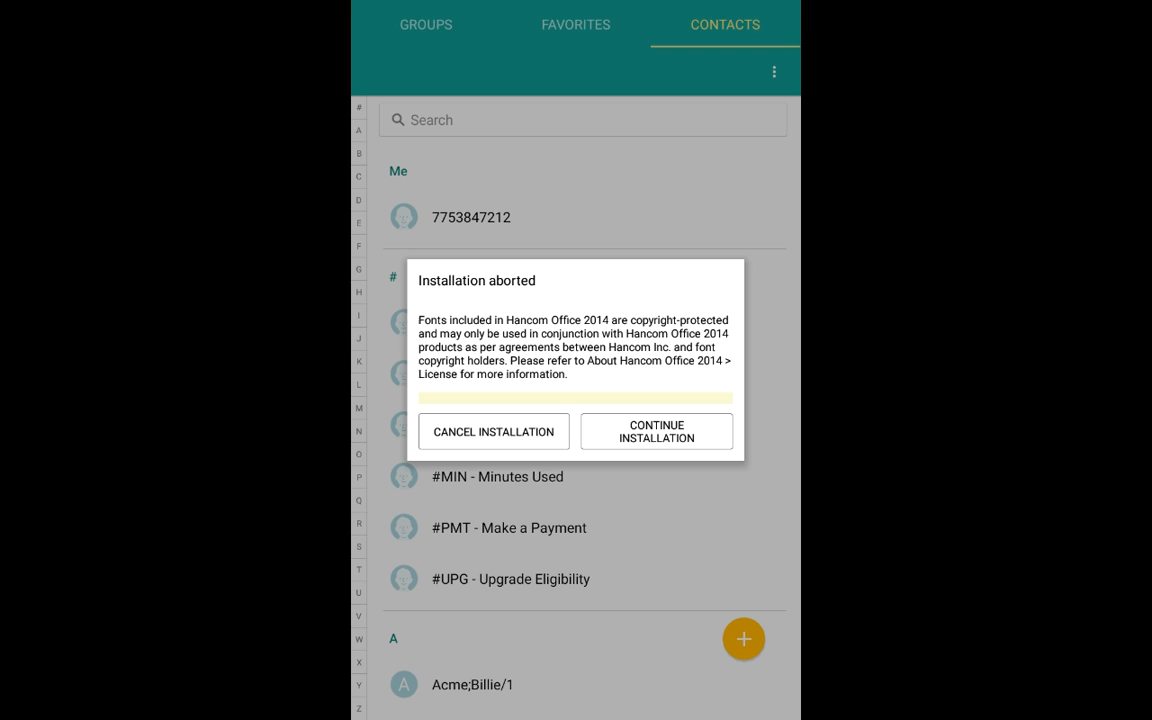 GROUPS
FAVORITES
CONTACTS
#
A
B
C
D
E
F
G
H
I
J
K
L
M
N
O
P
Q
R
S
T
U
V
W
X
Y
Z
Search
Me
7753847212
#
Installation aborted
Fonts included in Hancom Office 2014 are copyright-protected
and may only be used in conjunction with Hancom Office 2014
products as per agreements between Hancom Inc. and font
copyright holders. Please refer to About Hancom Office 2014 >
License for more information.
CANCEL INSTALLATION
CONTINUE
INSTALLATION
#MIN - Minutes Used
#PMT - Make a Payment
#UPG - Upgrade Eligibility
A
A
Acme;Billie/1